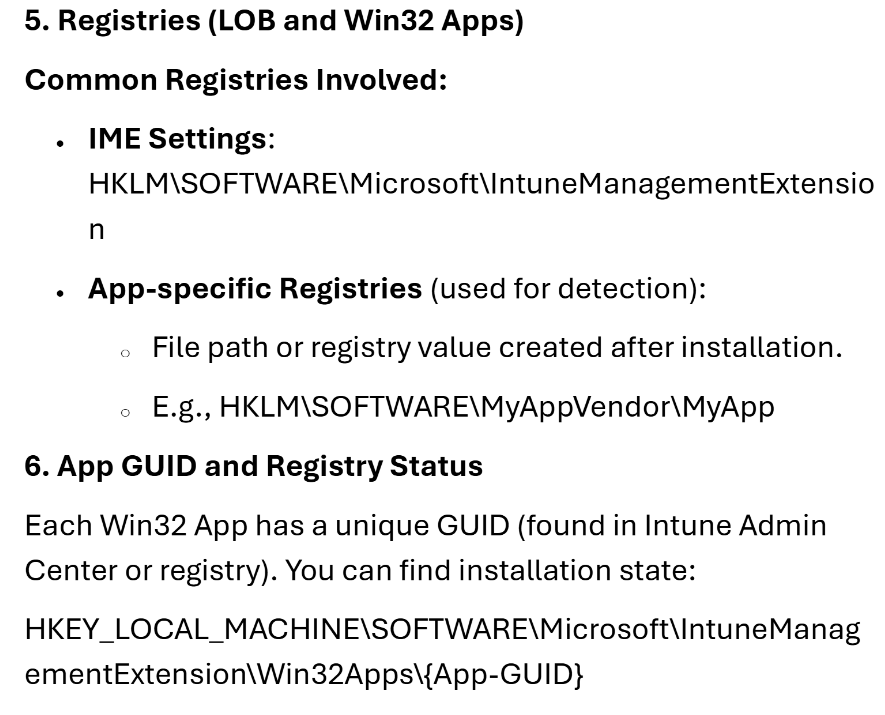 5. Registries (LOB and Win32 Apps)
Common Registries Involved:
• IME Settings:
HKLM\SOFTWARE\Microsoft\IntuneManagementExtensio
n
• App-specific Registries (used for detection):
○ File path or registry value created after installation.
○ E.g., HKLM\SOFTWARE\MyAppVendor\MyApp
6. App GUID and Registry Status
Each Win32 App has a unique GUID (found in Intune Admin
Center or registry). You can find installation state:
HKEY_LOCAL_MACHINE\SOFTWARE\Microsoft\IntuneManag
ementExtension\Win32Apps\{App-GUID}